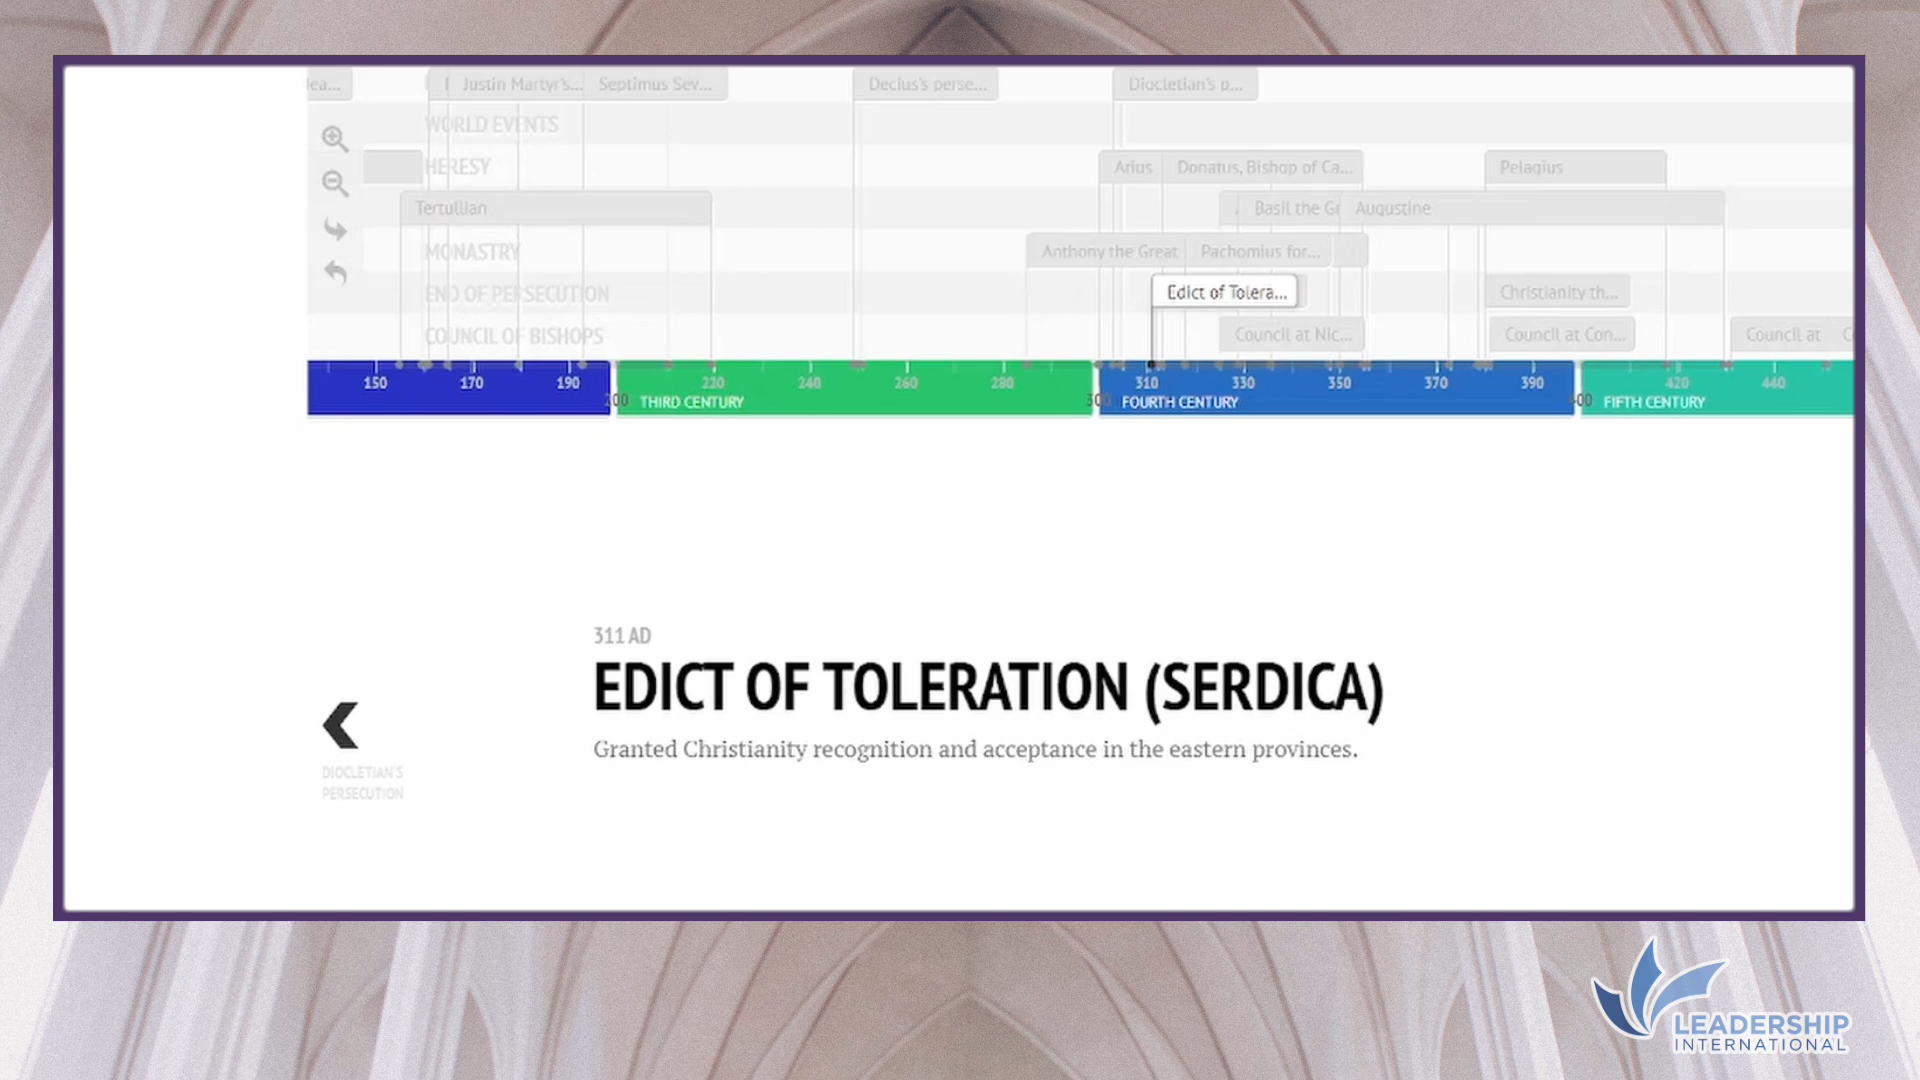 Justin Martyr's...
Septimus Sev...
Decius's perse...
Diocletian's p...
WORLD EVENTS
HERESY
Arius
Donatus, Bishop of Ca...
Pelagius
Tertullian
Basil the Gr
Augustine
MONASTRY
Anthony the Great
Pachomius for...
END OF PERSECUTION
Edict of Tolera...
Christianity th...
COUNCIL OF BISHOPS
Council at Nic...
Council at Con...
Council at
150 170 190 220 240 260 280 310 330 350 370 390 420 440
THIRD CENTURY
FOURTH CENTURY
FIFTH CENTURY
311 AD
EDICT OF TOLERATION (SERDICA)
Granted Christianity recognition and acceptance in the eastern provinces.
DIOCLETIAN'S
PERSECUTION
LEADERSHIP
INTERNATIONAL